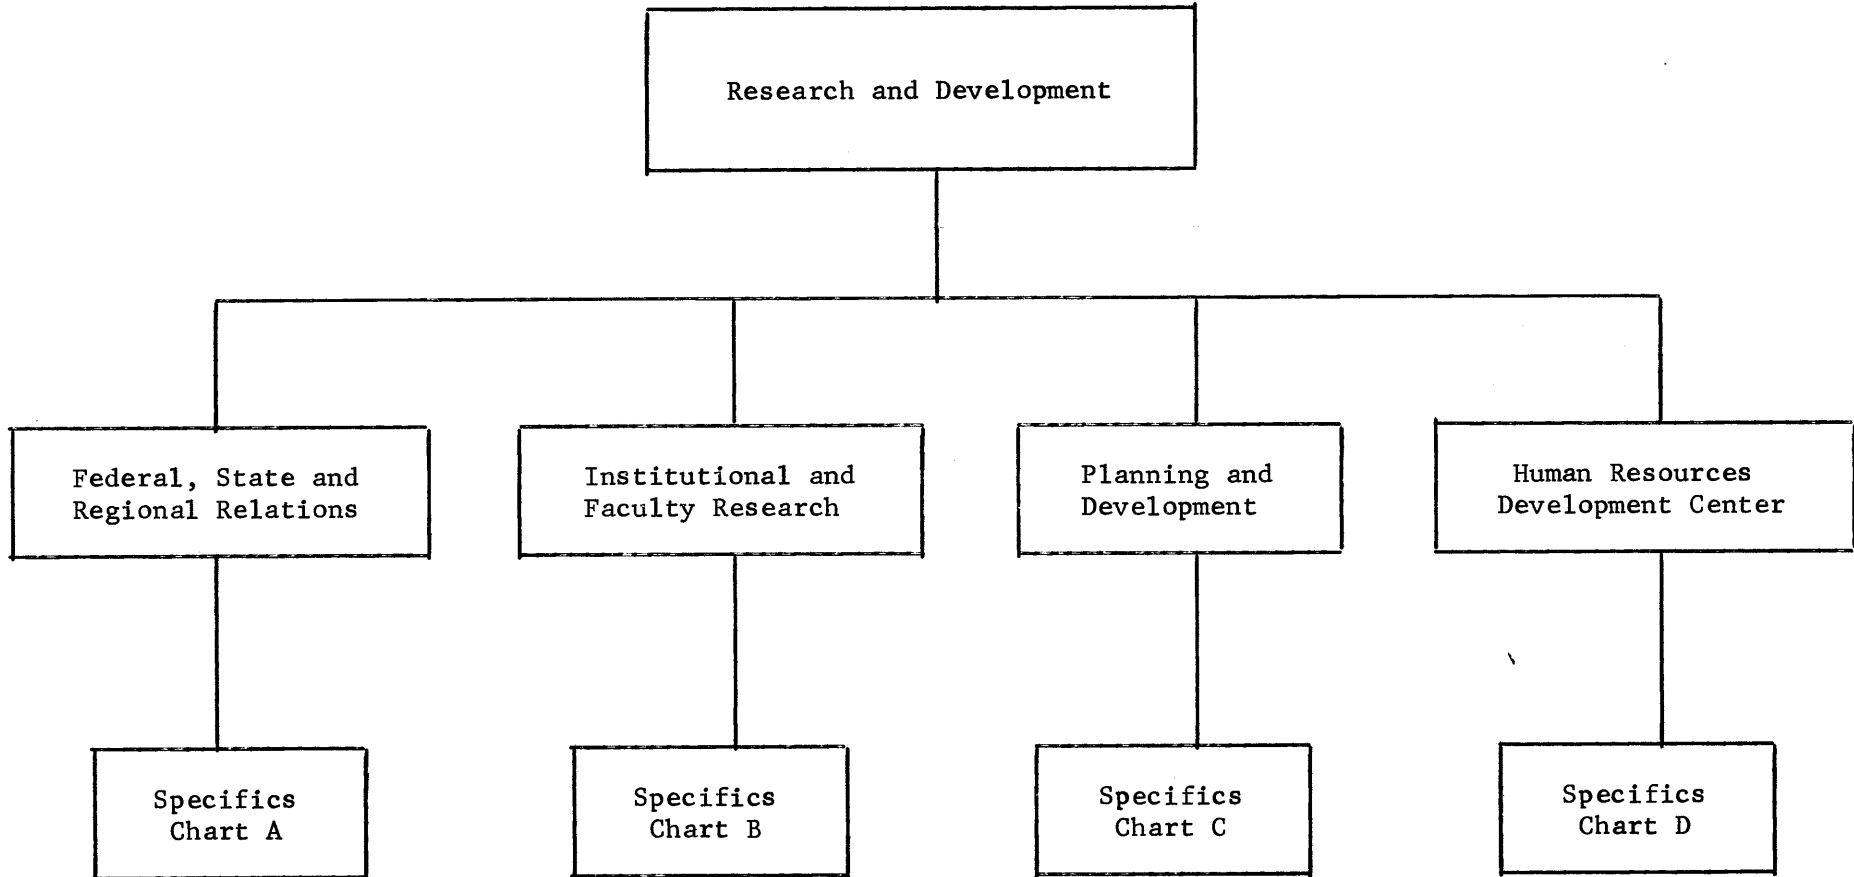 Research and Development
Federal, State and
Regional Relations
Institutional and
Faculty Research
Planning and
Development
Human Resources
Development Center
Specifics
Chart A
Specifics
Chart B
Specifics
Chart C
Specifics
Chart D